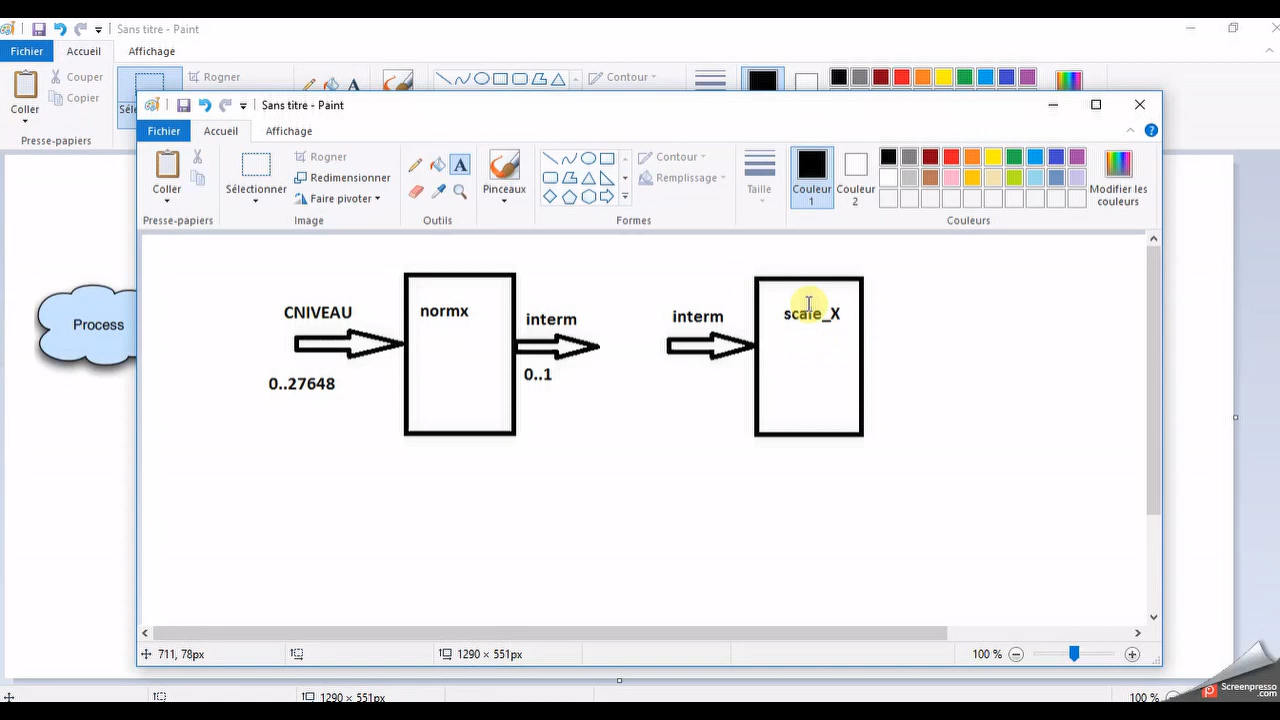 Sans titre - Paint
Fichier
Accueil
Affichage
Coller
Couper
Copier
Presse-papiers
Rogner
Contour
Sans titre - Paint
Fichier
Accueil
Affichage
Coller
Presse-papiers
Sélectionner
Rogner
Redimensionner
Faire pivoter
Image
A
Outils
Pinceaux
Contour
Remplissage
Formes
Taille
Couleur 1
Couleur 2
Modifier les couleurs
Couleurs
Process
CNIVEAU
0..27648
normx
interm
0..1
interm
scale_X
711, 78px
1290 × 551px
100 %
1290 × 551px
100 %
Screenpresso
.com